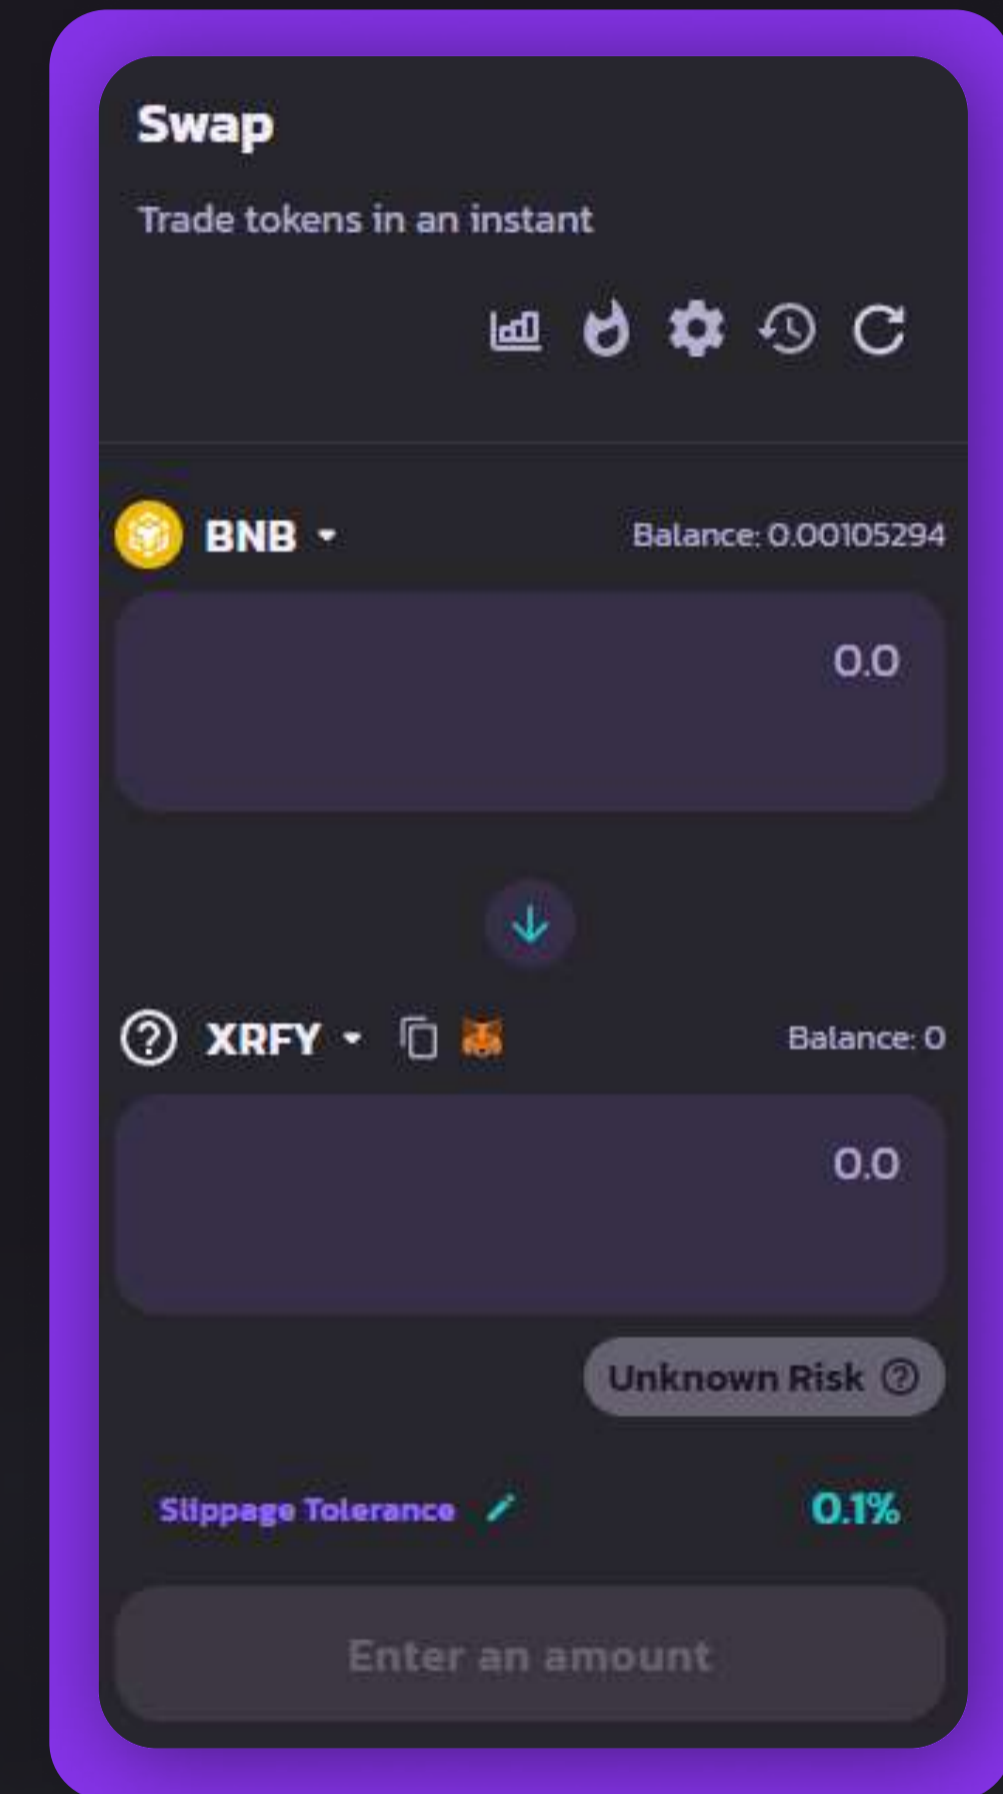 Swap
Trade tokens in an instant
BNB
Balance: 0.00105294
0.0
XRFY
Balance: 0
0.0
Unknown Risk
Slippage Tolerance
0.1%
Enter an amount